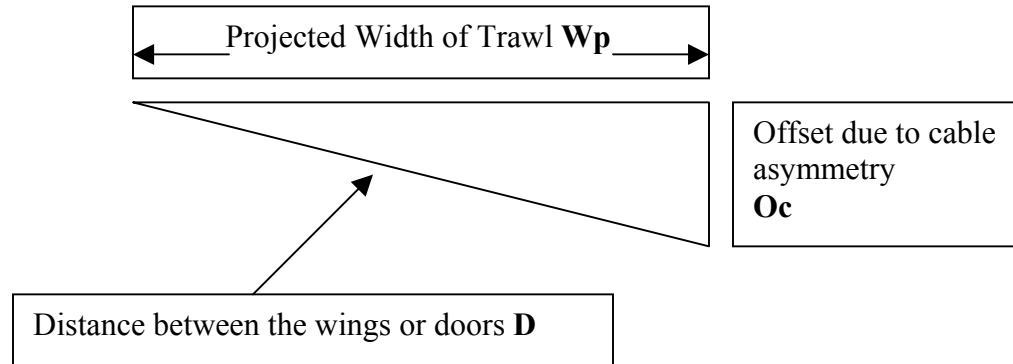 Projected Width of Trawl Wp
Offset due to cable
asymmetry
Oc
Distance between the wings or doors D